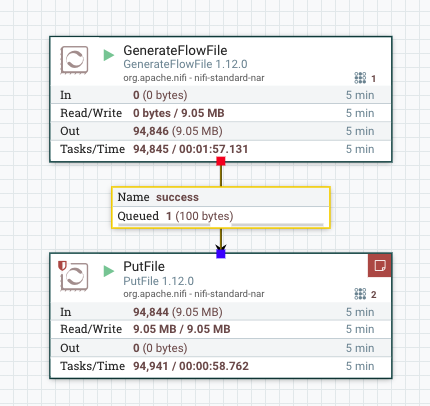 GenerateFlowFile
GenerateFlowFile 1.12.0
org.apache.nifi - nifi-standard-nar
1
In 0 (0 bytes) 5 min
Read/Write 0 bytes / 9.05 MB 5 min
Out 94,846 (9.05 MB) 5 min
Tasks/Time 94,845 / 00:01:57.131 5 min
Name success
Queued 1 (100 bytes)
PutFile
PutFile 1.12.0
org.apache.nifi - nifi-standard-nar
2
In 94,844 (9.05 MB) 5 min
Read/Write 9.05 MB / 9.05 MB 5 min
Out 0 (0 bytes) 5 min
Tasks/Time 94,941 / 00:00:58.762 5 min